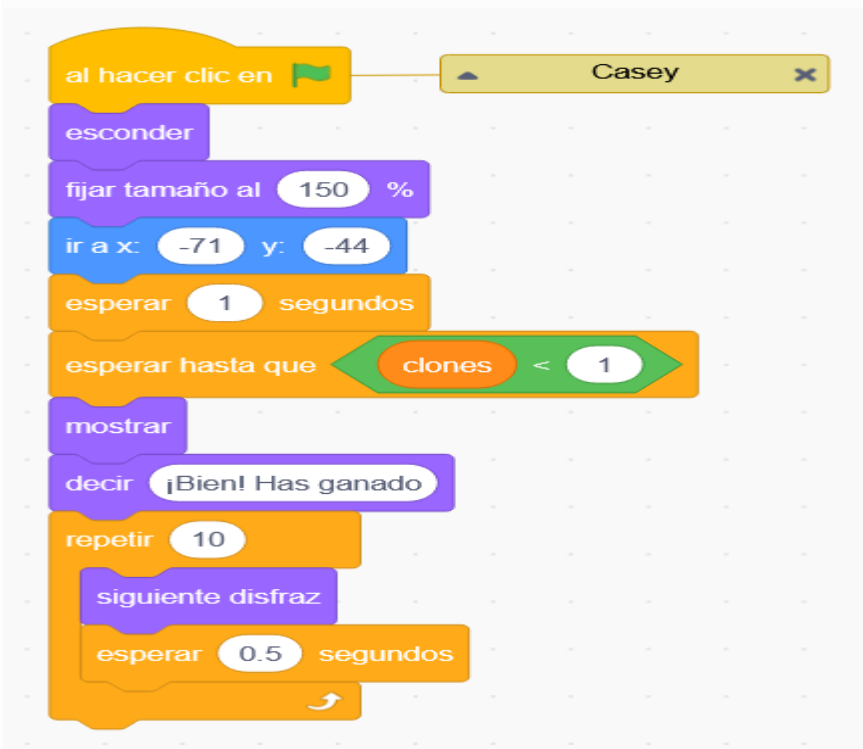 al hacer clic en Casey
esconder
fijar tamaño al 150 %
ir a x: -71 y: -44
esperar 1 segundos
esperar hasta que clones < 1
mostrar
decir ¡Bien! Has ganado
repetir 10
siguiente disfraz
esperar 0.5 segundos